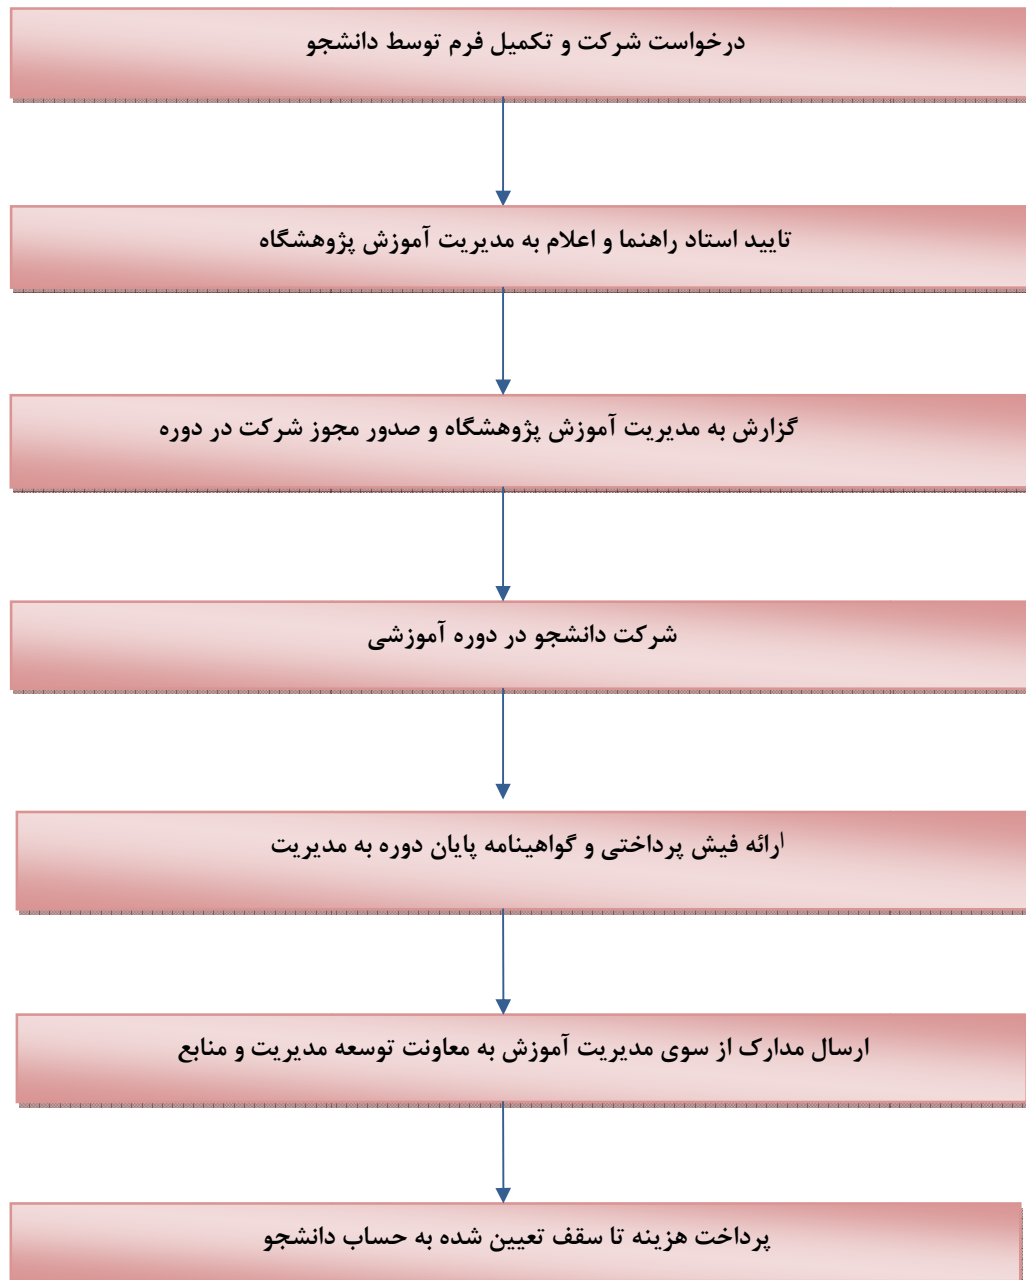 درخواست شرکت و تکمیل فرم توسط دانشجو
تایید استاد راهنما و اعلام به مدیریت آموزش پژوهشگاه
گزارش به مدیریت آموزش پژوهشگاه و صدور مجوز شرکت در دوره
شرکت دانشجو در دوره آموزشی
ارائه فیش پرداختی و گواهینامه پایان دوره به مدیریت
ارسال مدارک از سوی مدیریت آموزش به معاونت توسعه مدیریت و منابع
پرداخت هزینه تا سقف تعیین شده به حساب دانشجو